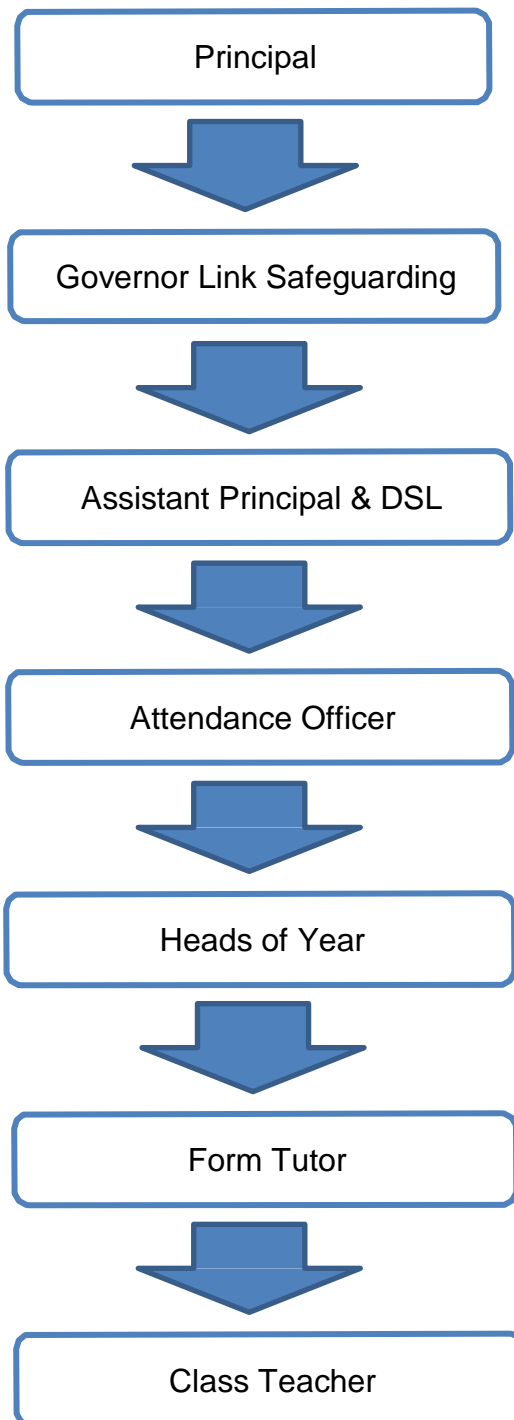 Principal
Governor Link Safeguarding
Assistant Principal & DSL
Attendance Officer
Heads of Year
Form Tutor
Class Teacher